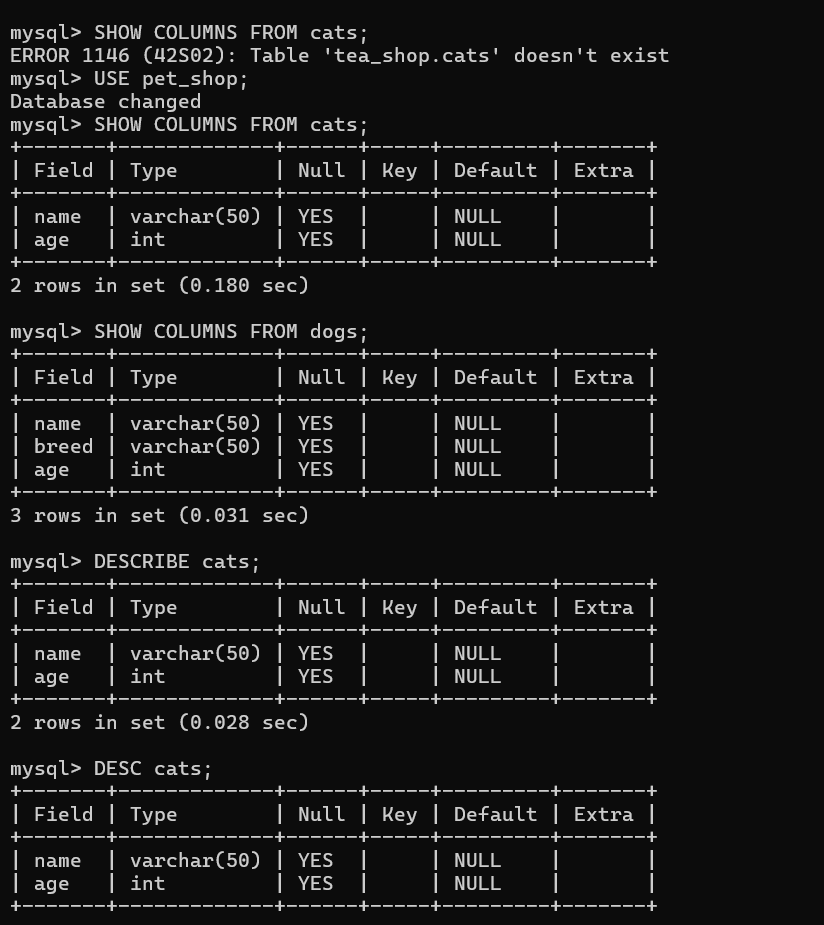 mysql> SHOW COLUMNS FROM cats;
ERROR 1146 (42S02): Table 'tea_shop.cats' doesn't exist
mysql> USE pet_shop;
Database changed
mysql> SHOW COLUMNS FROM cats;
+-------+-------------+------+-----+---------+-------+
| Field | Type        | Null | Key | Default | Extra |
+-------+-------------+------+-----+---------+-------+
| name  | varchar(50) | YES  |     | NULL    |       |
| age   | int         | YES  |     | NULL    |       |
+-------+-------------+------+-----+---------+-------+
2 rows in set (0.180 sec)

mysql> SHOW COLUMNS FROM dogs;
+-------+-------------+------+-----+---------+-------+
| Field | Type        | Null | Key | Default | Extra |
+-------+-------------+------+-----+---------+-------+
| name  | varchar(50) | YES  |     | NULL    |       |
| breed | varchar(50) | YES  |     | NULL    |       |
| age   | int         | YES  |     | NULL    |       |
+-------+-------------+------+-----+---------+-------+
3 rows in set (0.031 sec)

mysql> DESCRIBE cats;
+-------+-------------+------+-----+---------+-------+
| Field | Type        | Null | Key | Default | Extra |
+-------+-------------+------+-----+---------+-------+
| name  | varchar(50) | YES  |     | NULL    |       |
| age   | int         | YES  |     | NULL    |       |
+-------+-------------+------+-----+---------+-------+
2 rows in set (0.028 sec)

mysql> DESC cats;
+-------+-------------+------+-----+---------+-------+
| Field | Type        | Null | Key | Default | Extra |
+-------+-------------+------+-----+---------+-------+
| name  | varchar(50) | YES  |     | NULL    |       |
| age   | int         | YES  |     | NULL    |       |
+-------+-------------+------+-----+---------+-------+